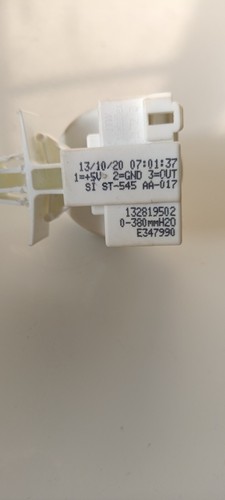 13/10/20 07:01:37
1=+5V 2=GND 3=OUT
SI ST-545 AA-017
132819502
0-380mmH2O
E347990